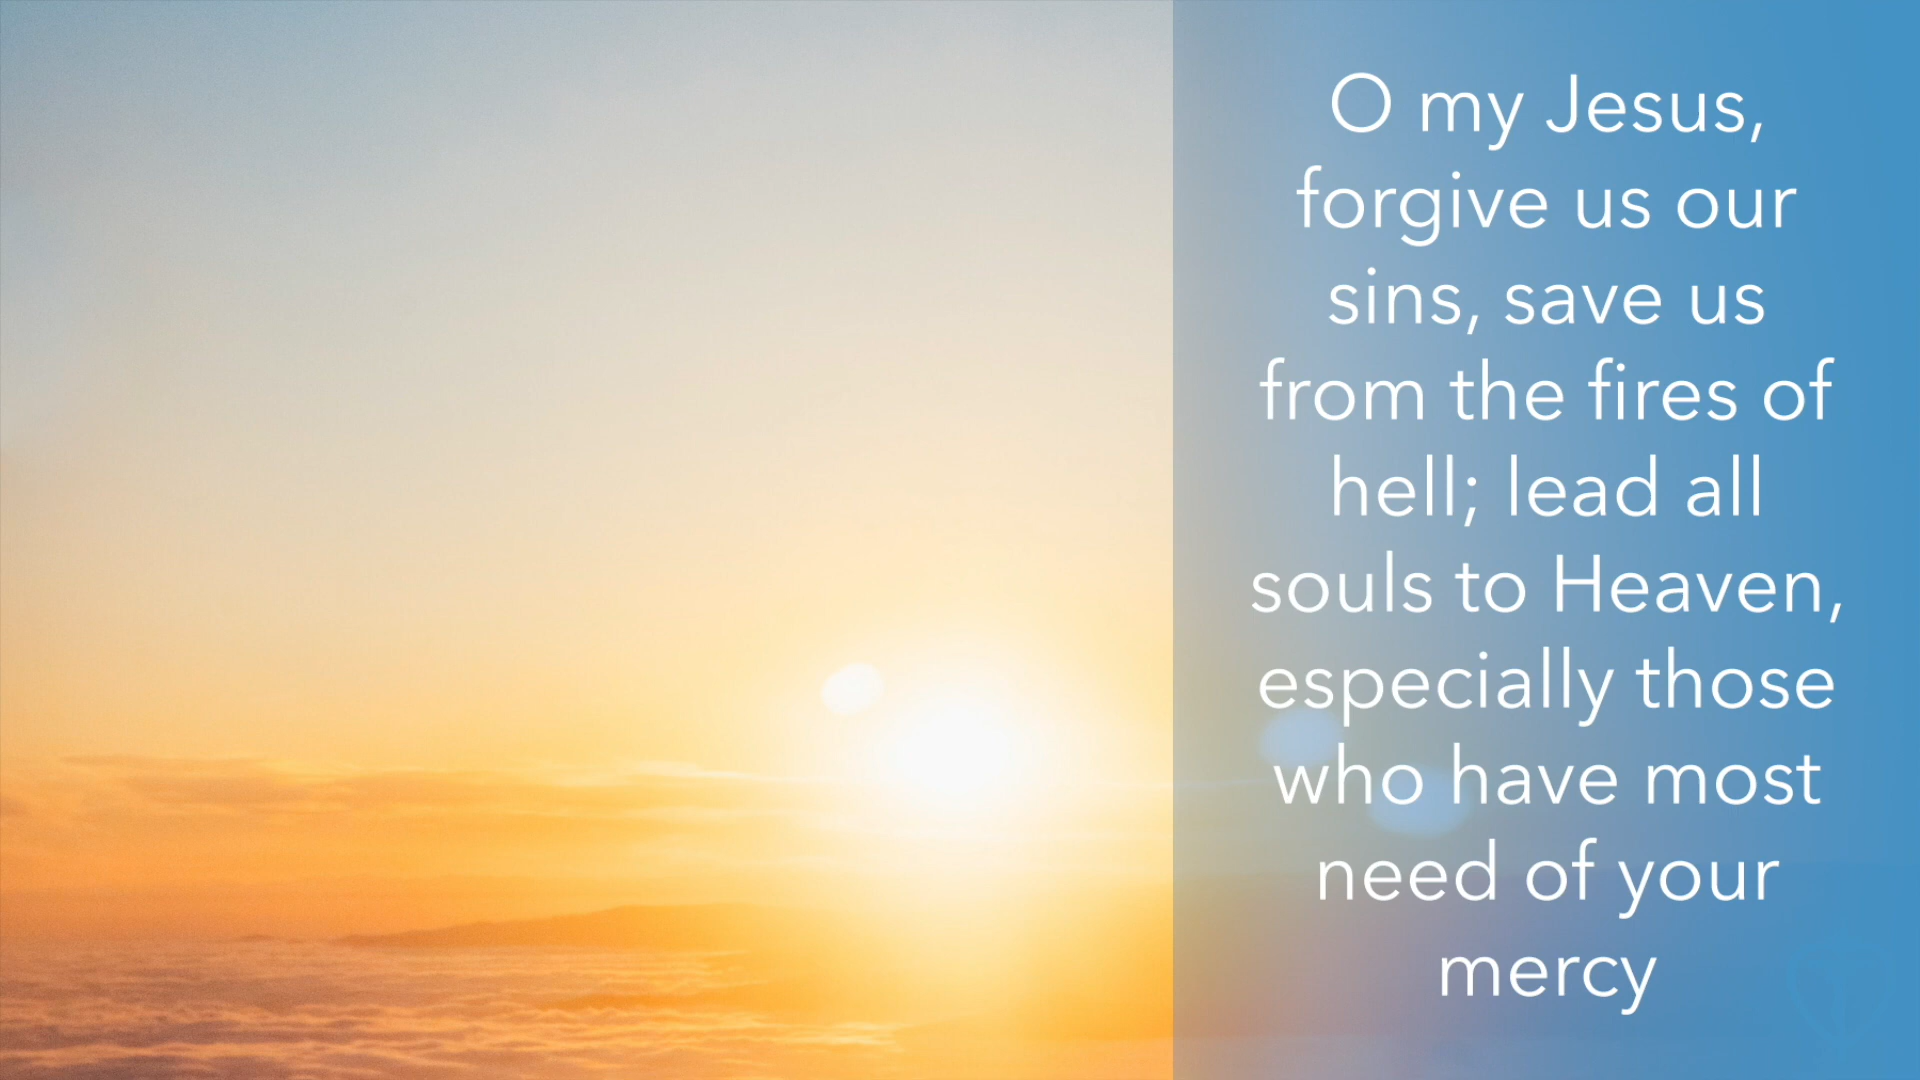 O my Jesus,
forgive us our
sins, save us
from the fires of
hell; lead all
souls to Heaven,
especially those
who have most
need of your
mercy